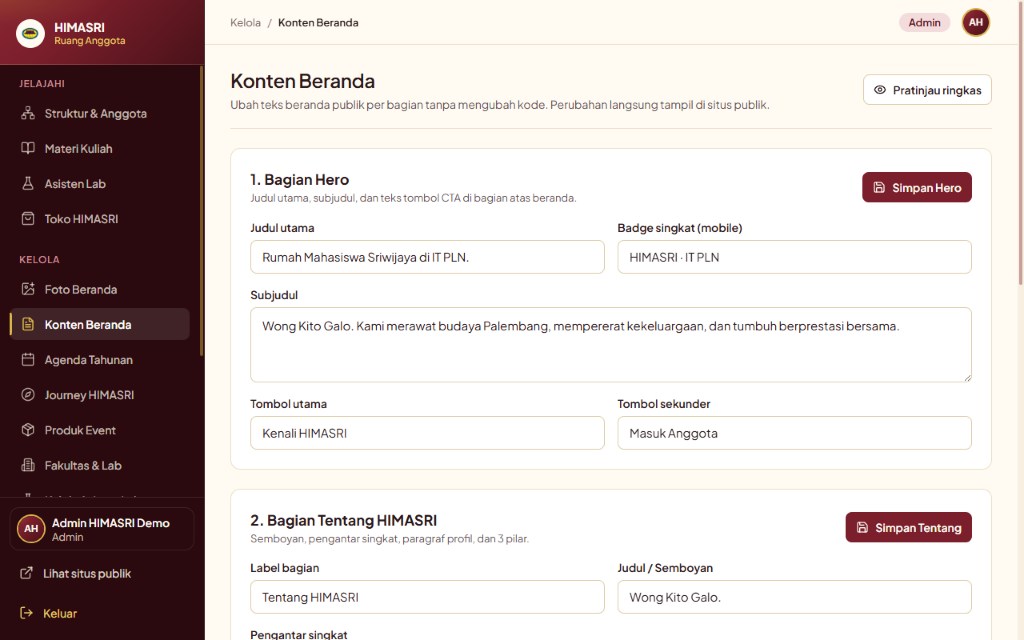 HIMASRI
Ruang Anggota
JELAJAHI
Struktur & Anggota
Materi Kuliah
Asisten Lab
Toko HIMASRI
KELOLA
Foto Beranda
Konten Beranda
Agenda Tahunan
Journey HIMASRI
Produk Event
Fakultas & Lab
AH
Admin HIMASRI Demo
Admin
Lihat situs publik
Keluar
Kelola / Konten Beranda
Admin
AH
Konten Beranda
Ubah teks beranda publik per bagian tanpa mengubah kode. Perubahan langsung tampil di situs publik.
Pratinjau ringkas
1. Bagian Hero
Judul utama, subjudul, dan teks tombol CTA di bagian atas beranda.
Simpan Hero
Judul utama
Badge singkat (mobile)
Rumah Mahasiswa Sriwijaya di IT PLN.
HIMASRI · IT PLN
Subjudul
Wong Kito Galo. Kami merawat budaya Palembang, mempererat kekeluargaan, dan tumbuh berprestasi bersama.
Tombol utama
Tombol sekunder
Kenali HIMASRI
Masuk Anggota
2. Bagian Tentang HIMASRI
Semboyan, pengantar singkat, paragraf profil, dan 3 pilar.
Simpan Tentang
Label bagian
Judul / Semboyan
Tentang HIMASRI
Wong Kito Galo.
Pengantar singkat